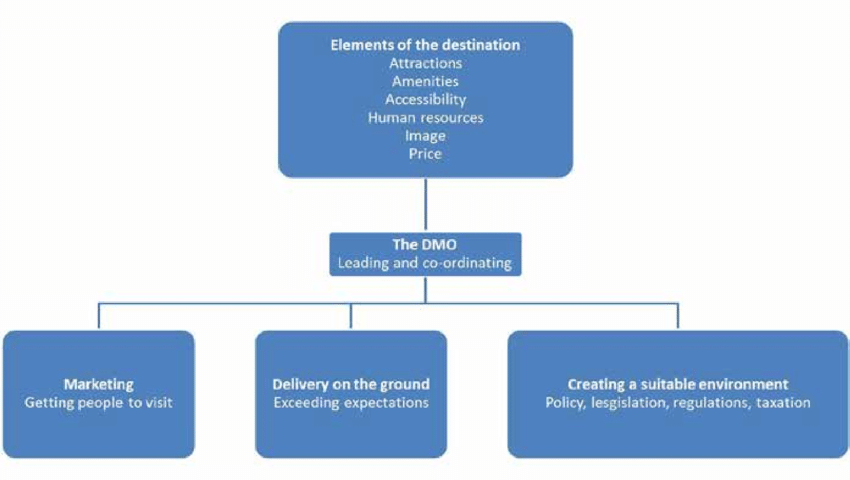 Elements of the destination
Attractions
Amenities
Accessibility
Human resources
Image
Price
The DMO
Leading and co-ordinating
Marketing
Getting people to visit
Delivery on the ground
Exceeding expectations
Creating a suitable environment
Policy, lesgislation, regulations, taxation